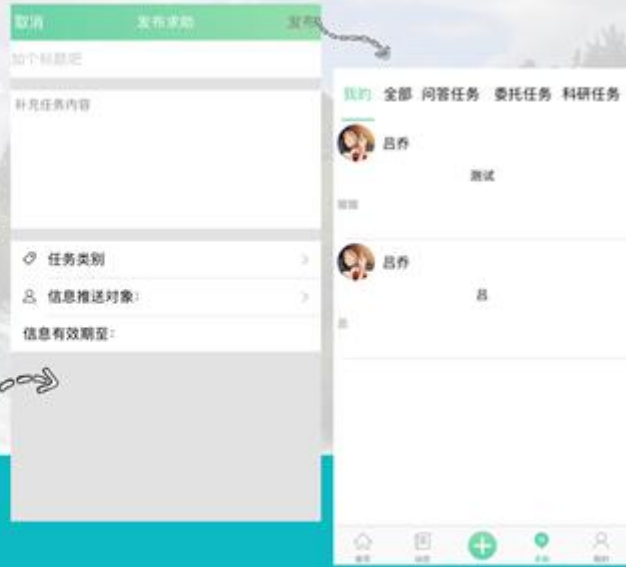 取消 发布求助 发布
加个标题吧
补充任务内容
任务类别
信息推送对象:
信息有效期至:
我的 全部 问答任务 委托任务 科研任务
吕乔
测试
吕乔
吕